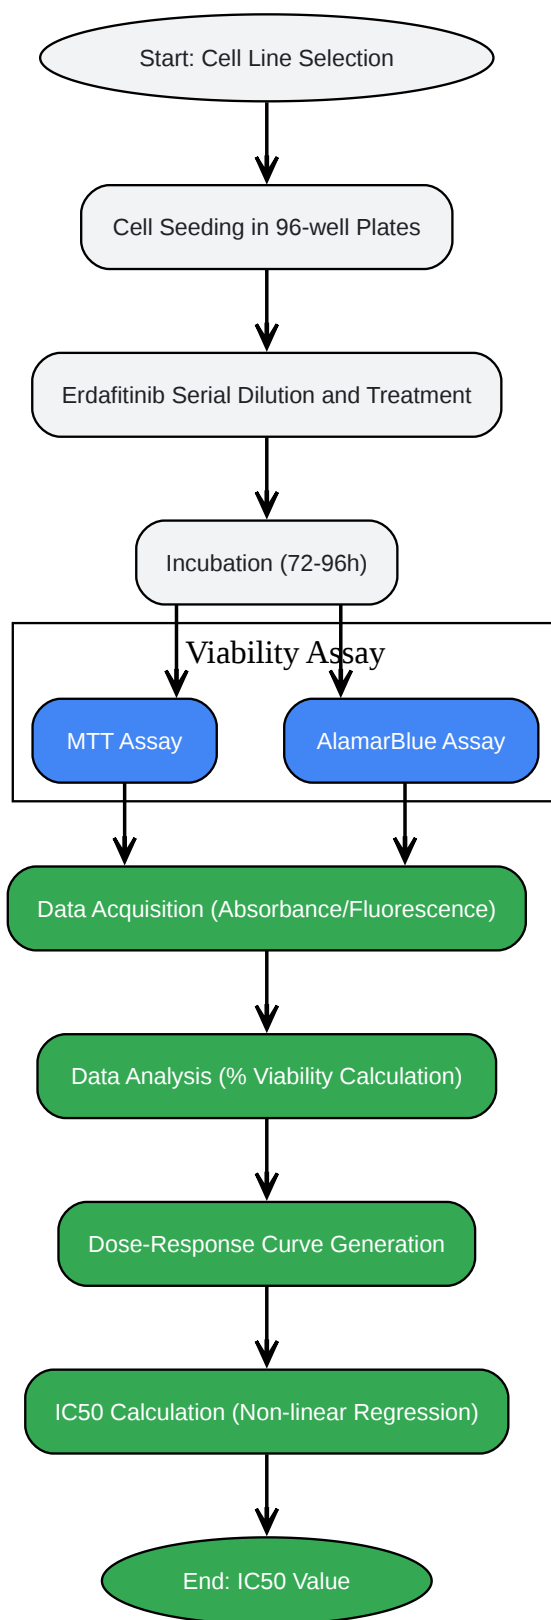 Start: Cell Line Selection
Cell Seeding in 96-well Plates
Erdafitinib Serial Dilution and Treatment
Incubation (72-96h)
Viability Assay
MTT Assay
AlamarBlue Assay
Data Acquisition (Absorbance/Fluorescence)
Data Analysis (% Viability Calculation)
Dose-Response Curve Generation
IC50 Calculation (Non-linear Regression)
End: IC50 Value